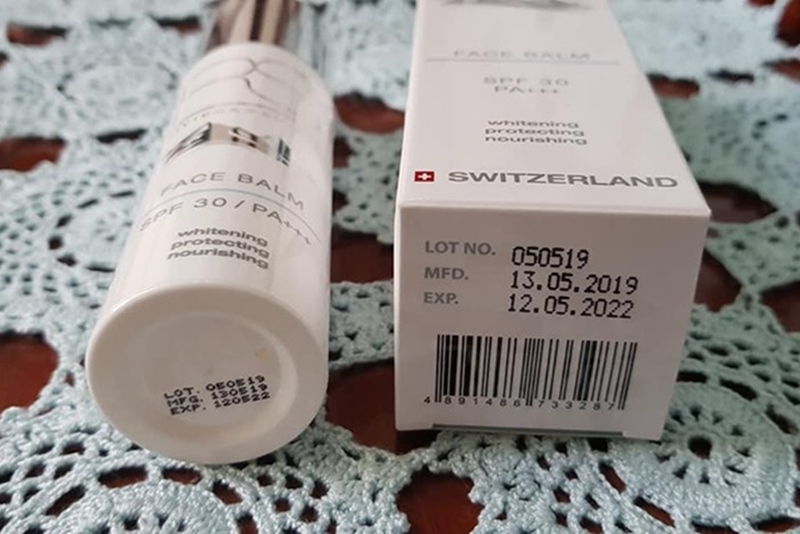 FACE BALM
SPF 30 / PA+++
whitening
protecting
nourishing
LOT. 050519
MFG. 130519
EXP. 120522
FACE BALM
SPF 30
PA+++
whitening
protecting
nourishing
SWITZERLAND
LOT NO. 050519
MFD. 13.05.2019
EXP. 12.05.2022
4 891486 733287